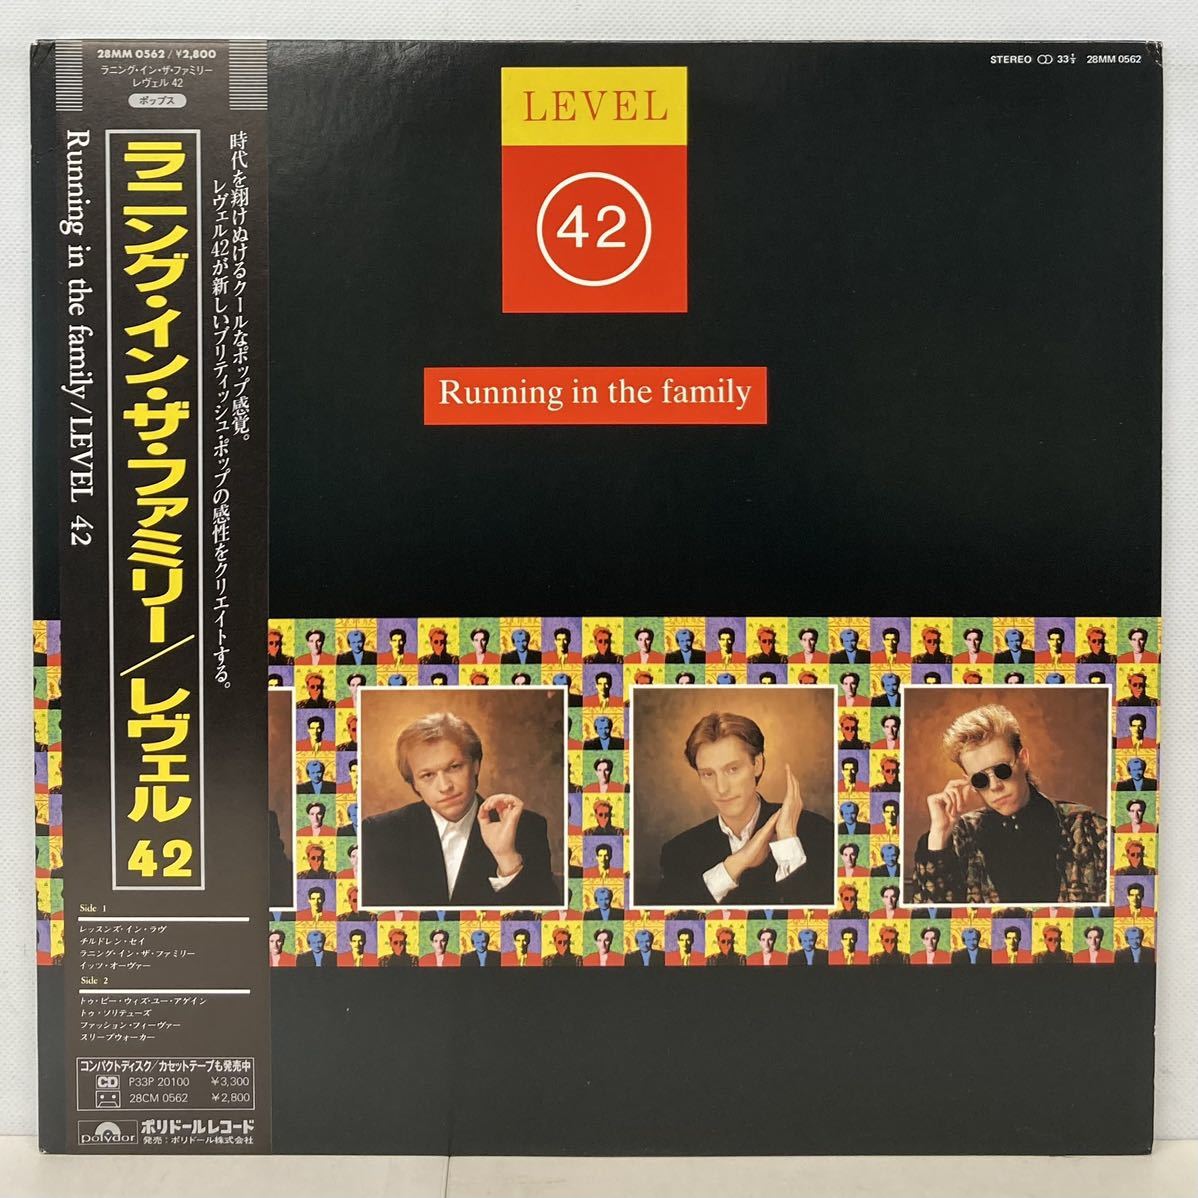 28MM 0562 / ¥2,800
ラニング・イン・ザ・ファミリー
レヴェル 42
ポップス
Running in the family/LEVEL 42
ラニング・イン・ザ・ファミリー/レヴェル 42
時代を翔けぬけるクールなポップ感覚。
レヴェル42が新しいブリティッシュ・ポップの感性をクリエイトする。
Side 1
レッスンズ・イン・ラヴ
チルドレン・セイ
ラニング・イン・ザ・ファミリー
イッツ・オーヴァー
Side 2
トゥ・ビー・ウィズ・ユー・アゲイン
トゥ・ソリテューズ
ファッション・フィーヴァー
スリープウォーカー
コンパクトディスク/カセットテープも発売中
CD P33P 20100 ¥3,300
28CM 0562 ¥2,800
polydor ポリドールレコード
発売：ポリドール株式会社
STEREO 33⅓ 28MM 0562
LEVEL
42
Running in the family